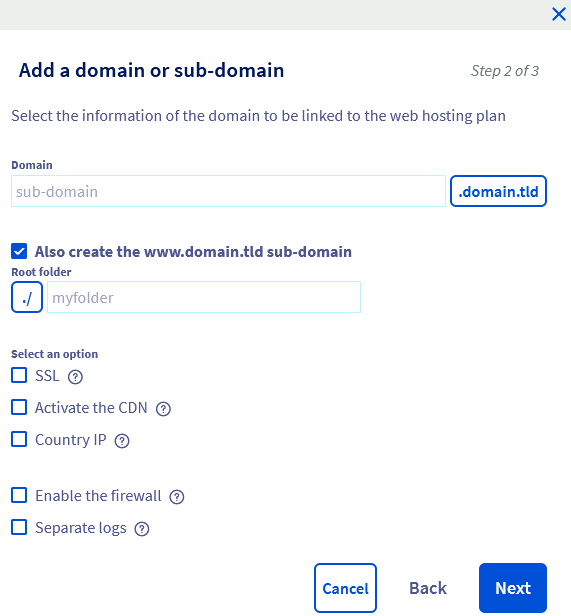 Add a domain or sub-domain
Step 2 of 3
Select the information of the domain to be linked to the web hosting plan
Domain
sub-domain
.domain.tld
Also create the www.domain.tld sub-domain
Root folder
./
myfolder
Select an option
SSL
Activate the CDN
Country IP
Enable the firewall
Separate logs
Cancel
Back
Next